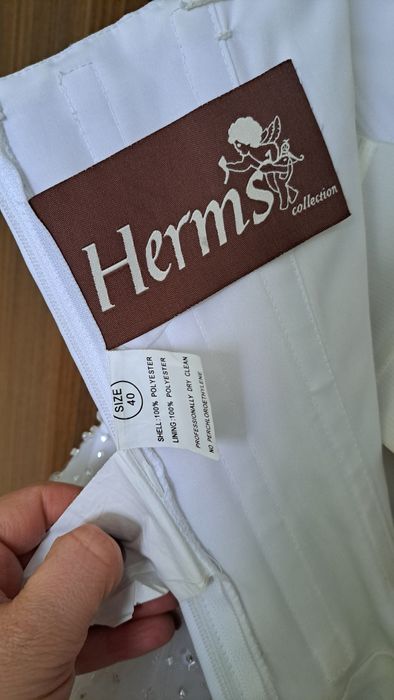 Herms
collection
SIZE
40
SHELL:100% POLYESTER
LINING:100% POLYESTER
PROFESSIONALLY DRY CLEAN
NO PERCHLOROETHYLENE